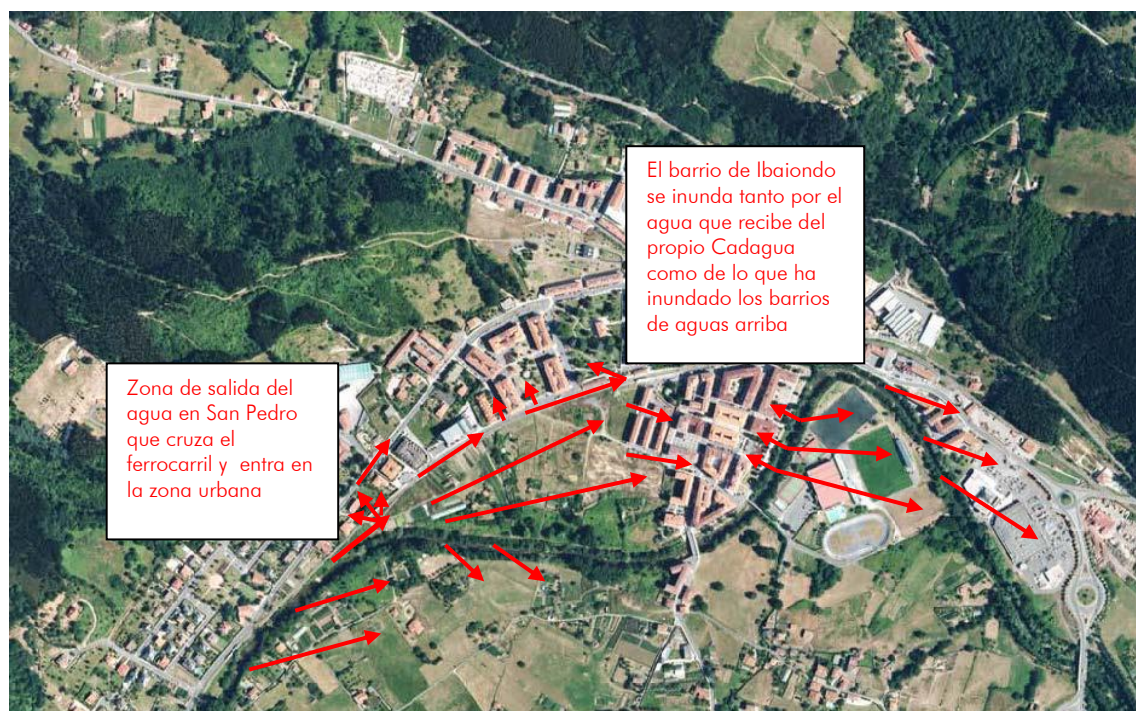 El barrio de Ibaiondo
se inunda tanto por el
agua que recibe del
propio Cadagua
como de lo que ha
inundado los barrios
de aguas arriba
Zona de salida del
agua en San Pedro
que cruza el
ferrocarril y entra en
la zona urbana